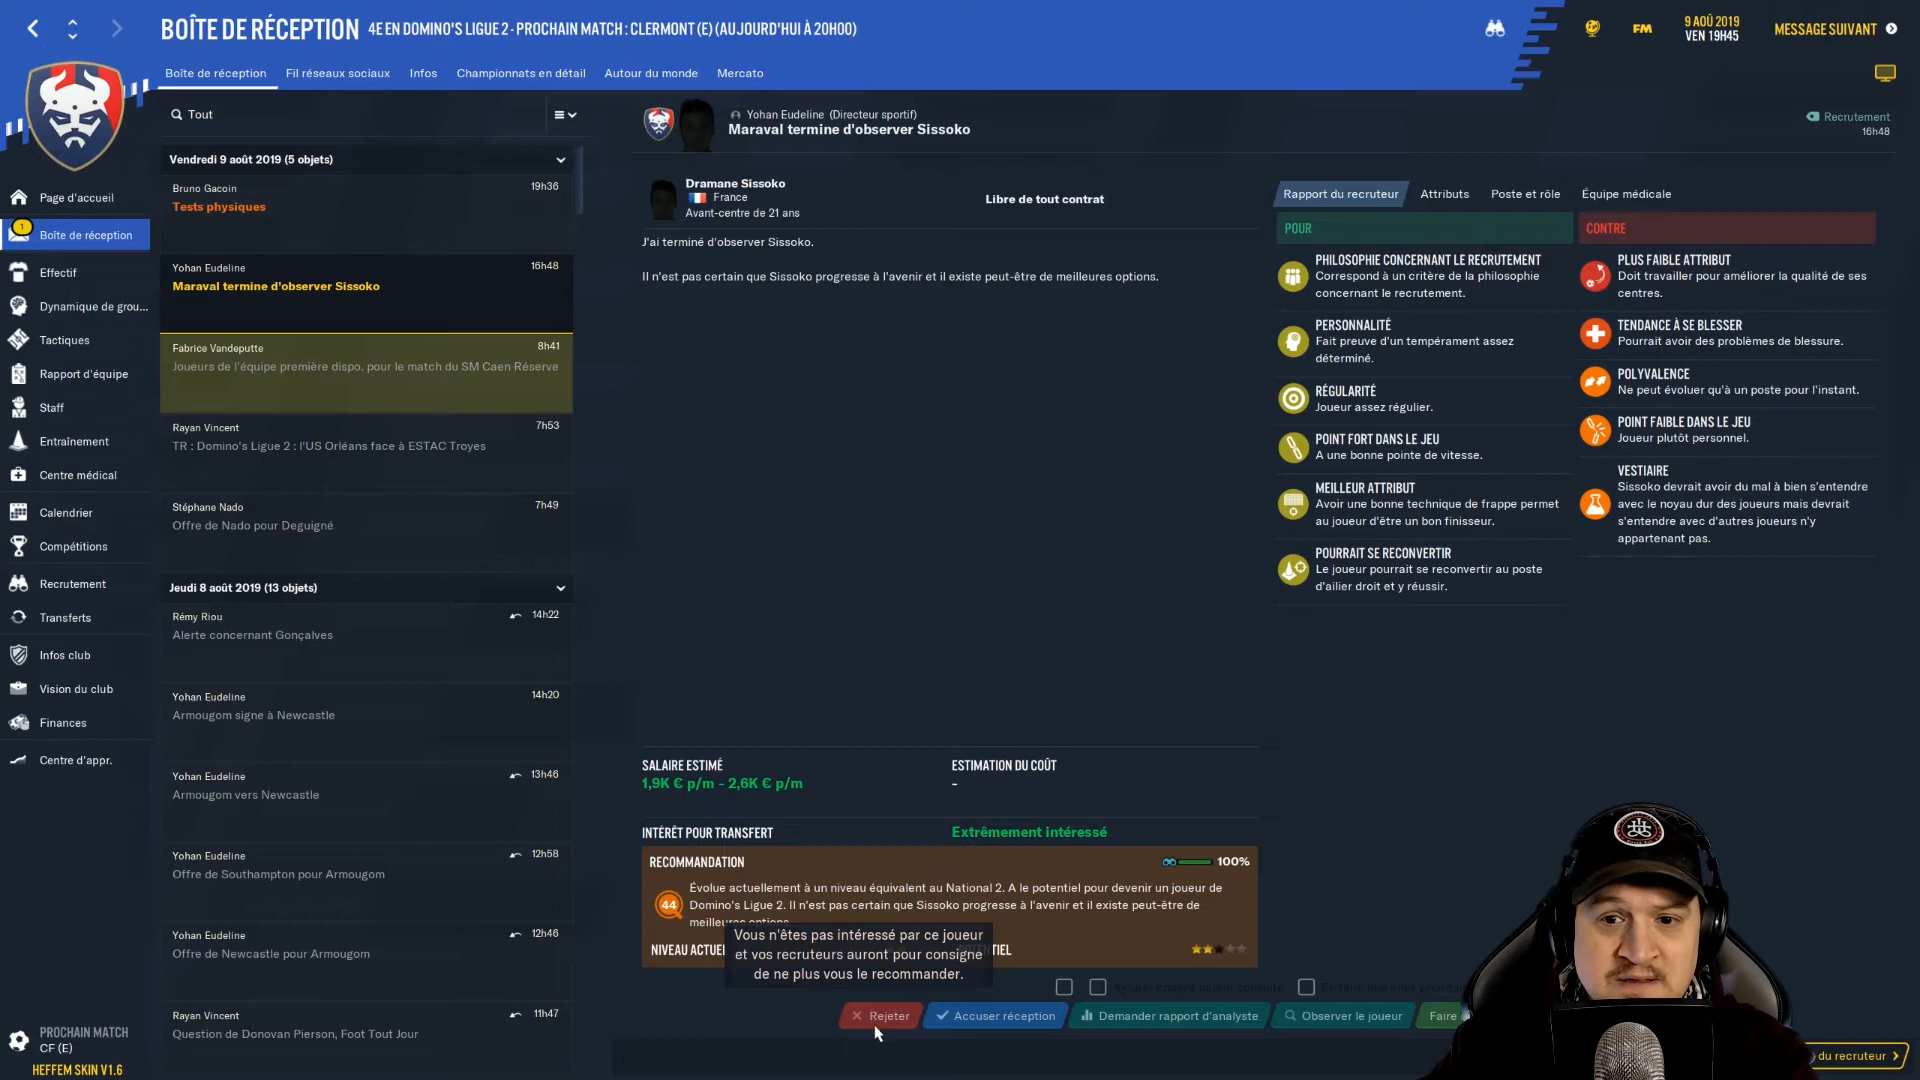 BOÎTE DE RÉCEPTION
4E EN DOMINO'S LIGUE 2 - PROCHAIN MATCH : CLERMONT (E) (AUJOURD'HUI À 20H00)
FM
9 AOÛ 2019
VEN 19H45
MESSAGE SUIVANT
Boîte de réception
Fil réseaux sociaux
Infos
Championnats en détail
Autour du monde
Mercato
Page d'accueil
1
Boîte de réception
Effectif
Dynamique de grou...
Tactiques
Rapport d'équipe
Staff
Entraînement
Centre médical
Calendrier
Compétitions
Recrutement
Transferts
Infos club
Vision du club
Finances
Centre d'appr.
PROCHAIN MATCH
CF (E)
HEFFEM SKIN V1.6
Tout
Vendredi 9 août 2019 (5 objets)
Bruno Gacoin 19h36
Tests physiques
Yohan Eudeline 16h48
Maraval termine d'observer Sissoko
Fabrice Vandeputte 8h41
Joueurs de l'équipe première dispo. pour le match du SM Caen Réserve
Rayan Vincent 7h53
TR : Domino's Ligue 2 : l'US Orléans face à ESTAC Troyes
Stéphane Nado 7h49
Offre de Nado pour Deguigné
Jeudi 8 août 2019 (13 objets)
Rémy Riou 14h22
Alerte concernant Gonçalves
Yohan Eudeline 14h20
Armougom signe à Newcastle
Yohan Eudeline 13h46
Armougom vers Newcastle
Yohan Eudeline 12h58
Offre de Southampton pour Armougom
Yohan Eudeline 12h46
Offre de Newcastle pour Armougom
Rayan Vincent 11h47
Question de Donovan Pierson, Foot Tout Jour
Yohan Eudeline (Directeur sportif)
Maraval termine d'observer Sissoko
Recrutement
16h48
Dramane Sissoko
France
Avant-centre de 21 ans
Libre de tout contrat
J'ai terminé d'observer Sissoko.
Il n'est pas certain que Sissoko progresse à l'avenir et il existe peut-être de meilleures options.
SALAIRE ESTIMÉ
1,9K € p/m - 2,6K € p/m
ESTIMATION DU COÛT
-
INTÉRÊT POUR TRANSFERT
Extrêmement intéressé
RECOMMANDATION
100%
44
Évolue actuellement à un niveau équivalent au National 2. A le potentiel pour devenir un joueur de
Domino's Ligue 2. Il n'est pas certain que Sissoko progresse à l'avenir et il existe peut-être de
meilleures options.
NIVEAU ACTUE
TIEL
Vous n'êtes pas intéressé par ce joueur
et vos recruteurs auront pour consigne
de ne plus vous le recommander.
Rejeter
Accuser réception
Demander rapport d'analyste
Observer le joueur
Faire
du recruteur
Rapport du recruteur
Attributs
Poste et rôle
Équipe médicale
POUR
PHILOSOPHIE CONCERNANT LE RECRUTEMENT
Correspond à un critère de la philosophie
concernant le recrutement.
PERSONNALITÉ
Fait preuve d'un tempérament assez
déterminé.
RÉGULARITÉ
Joueur assez régulier.
POINT FORT DANS LE JEU
A une bonne pointe de vitesse.
MEILLEUR ATTRIBUT
Avoir une bonne technique de frappe permet
au joueur d'être un bon finisseur.
POURRAIT SE RECONVERTIR
Le joueur pourrait se reconvertir au poste
d'ailier droit et y réussir.
CONTRE
PLUS FAIBLE ATTRIBUT
Doit travailler pour améliorer la qualité de ses
centres.
TENDANCE À SE BLESSER
Pourrait avoir des problèmes de blessure.
POLYVALENCE
Ne peut évoluer qu'à un poste pour l'instant.
POINT FAIBLE DANS LE JEU
Joueur plutôt personnel.
VESTIAIRE
Sissoko devrait avoir du mal à bien s'entendre
avec le noyau dur des joueurs mais devrait
s'entendre avec d'autres joueurs n'y
appartenant pas.